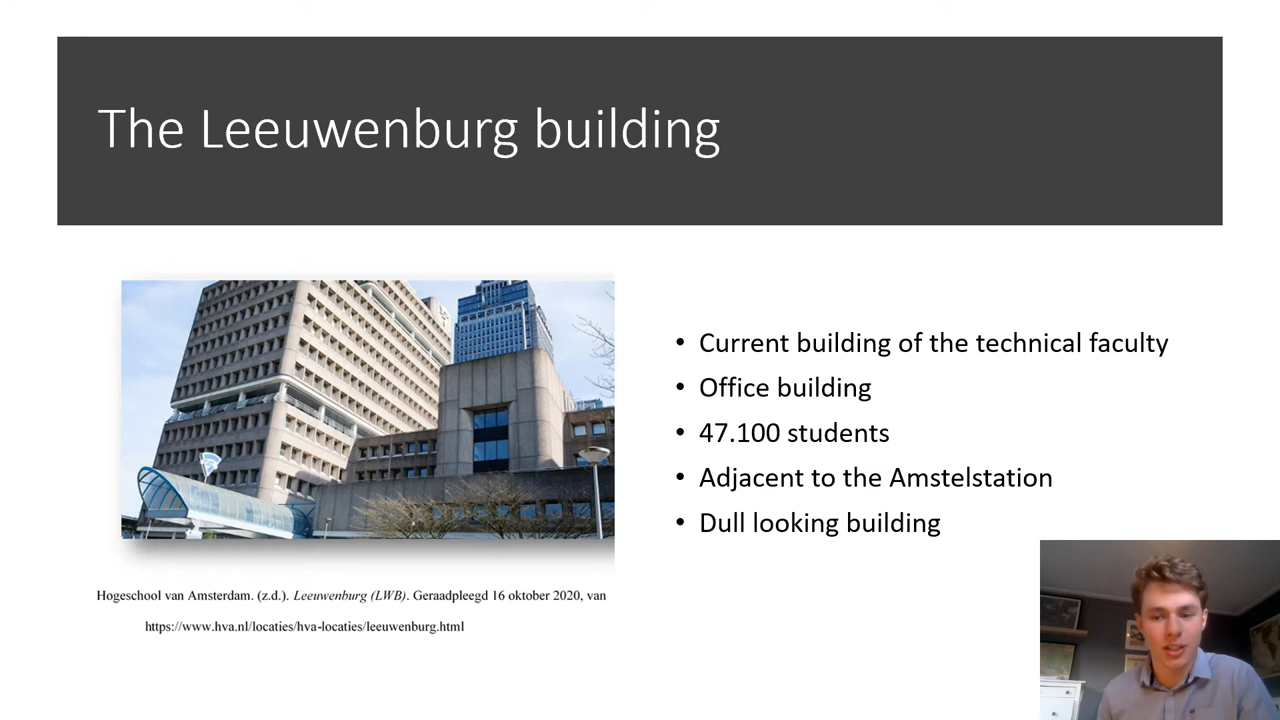 The Leeuwenburg building
• Current building of the technical faculty
• Office building
• 47.100 students
• Adjacent to the Amstelstation
• Dull looking building
Hogeschool van Amsterdam. (z.d.). Leeuwenburg (LWB). Geraadpleegd 16 oktober 2020, van
https://www.hva.nl/locaties/hva-locaties/leeuwenburg.html